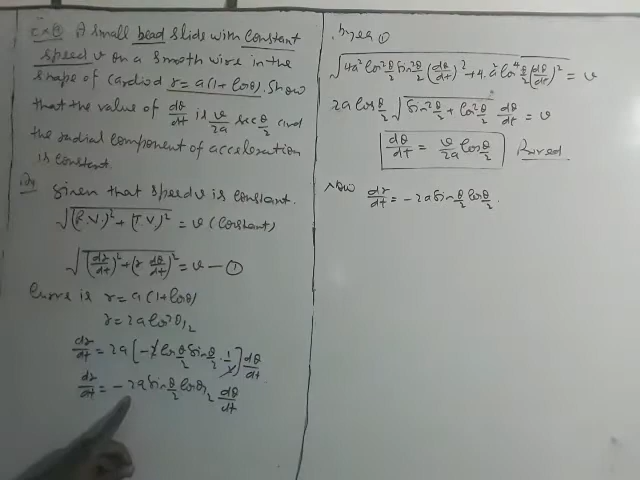 Ex① A small bead slide with constant
speed v on a smooth wire in the
shape of cardiod r = a(1+cosθ). Show
that the value of dθ/dt is v/2a sec θ/2 and
the radial component of acceleration
is constant.
Given that speed v is constant.
√((R.V.)² + (T.V)²) = v (constant)
√((dr/dt)² + (r dθ/dt)²) = v — ①
Curve is r = a(1+cosθ)
r = 2a cos² θ/2
dr/dt = 2a [-2 cos θ/2 sin θ/2 · 1/2] dθ/dt
dr/dt = -2a sin θ/2 cos θ/2 dθ/dt
by eq ①
√(4a² cos² θ/2 sin² θ/2 (dθ/dt)² + 4a² cos⁴ θ/2 (dθ/dt)²) = v
2a cos θ/2 √(sin² θ/2 + cos² θ/2) dθ/dt = v
dθ/dt = v/2a cos θ/2 Proved.
Now dr/dt = -2a sin θ/2 cos θ/2.